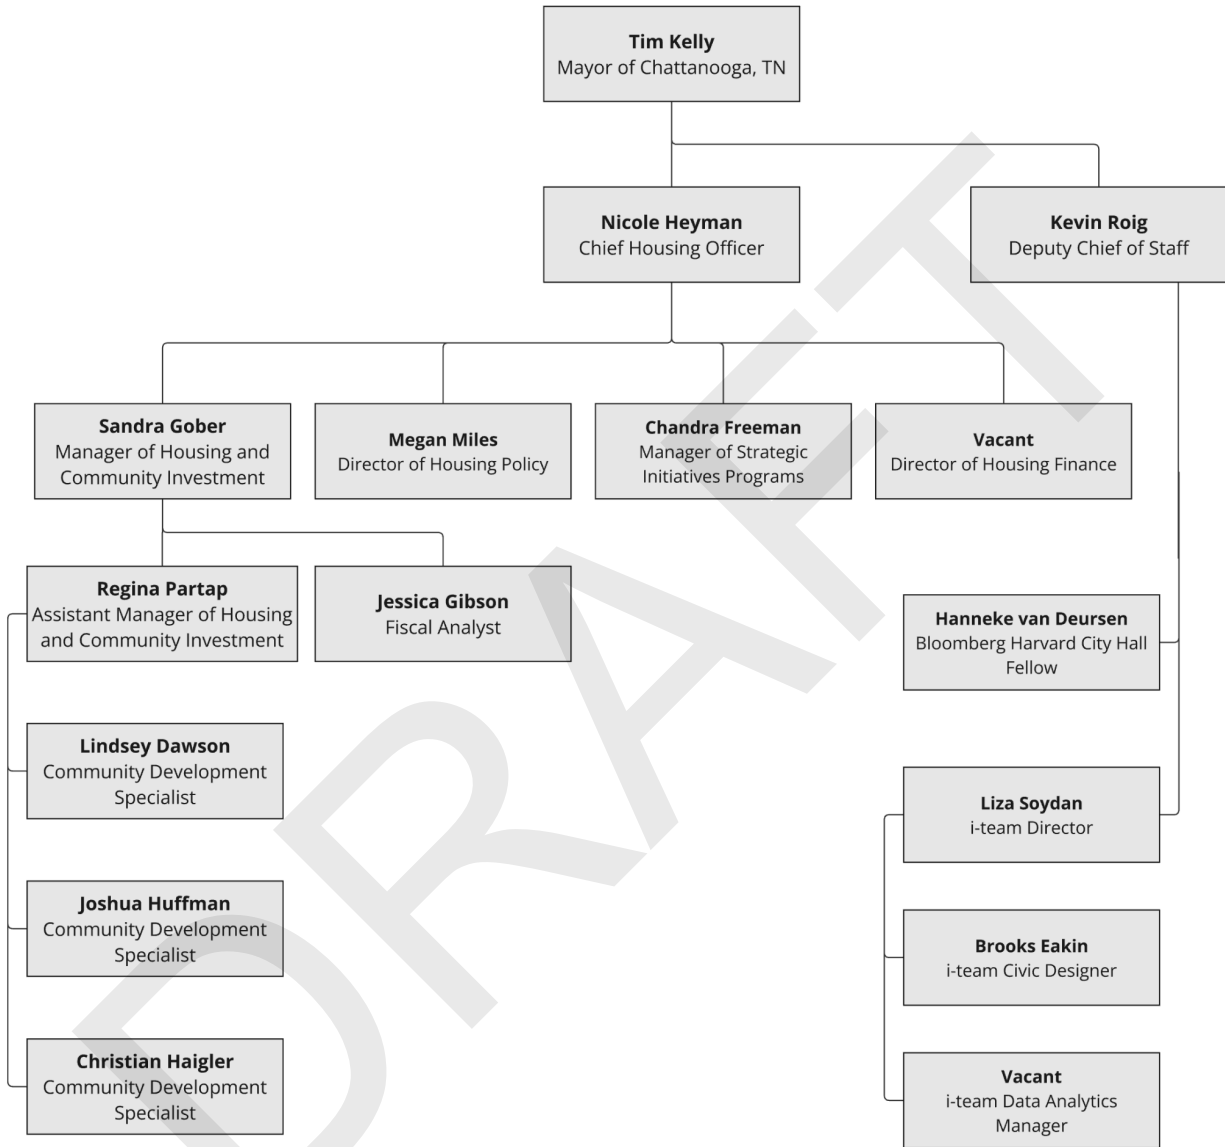 Tim Kelly
Mayor of Chattanooga, TN
Nicole Heyman
Chief Housing Officer
Kevin Roig
Deputy Chief of Staff
Sandra Gober
Manager of Housing and
Community Investment
Megan Miles
Director of Housing Policy
Chandra Freeman
Manager of Strategic
Initiatives Programs
Vacant
Director of Housing Finance
Regina Partap
Assistant Manager of Housing
and Community Investment
Jessica Gibson
Fiscal Analyst
Hanneke van Deursen
Bloomberg Harvard City Hall
Fellow
Lindsey Dawson
Community Development
Specialist
Liza Soydan
i-team Director
Joshua Huffman
Community Development
Specialist
Brooks Eakin
i-team Civic Designer
Christian Haigler
Community Development
Specialist
Vacant
i-team Data Analytics
Manager
DRAFT